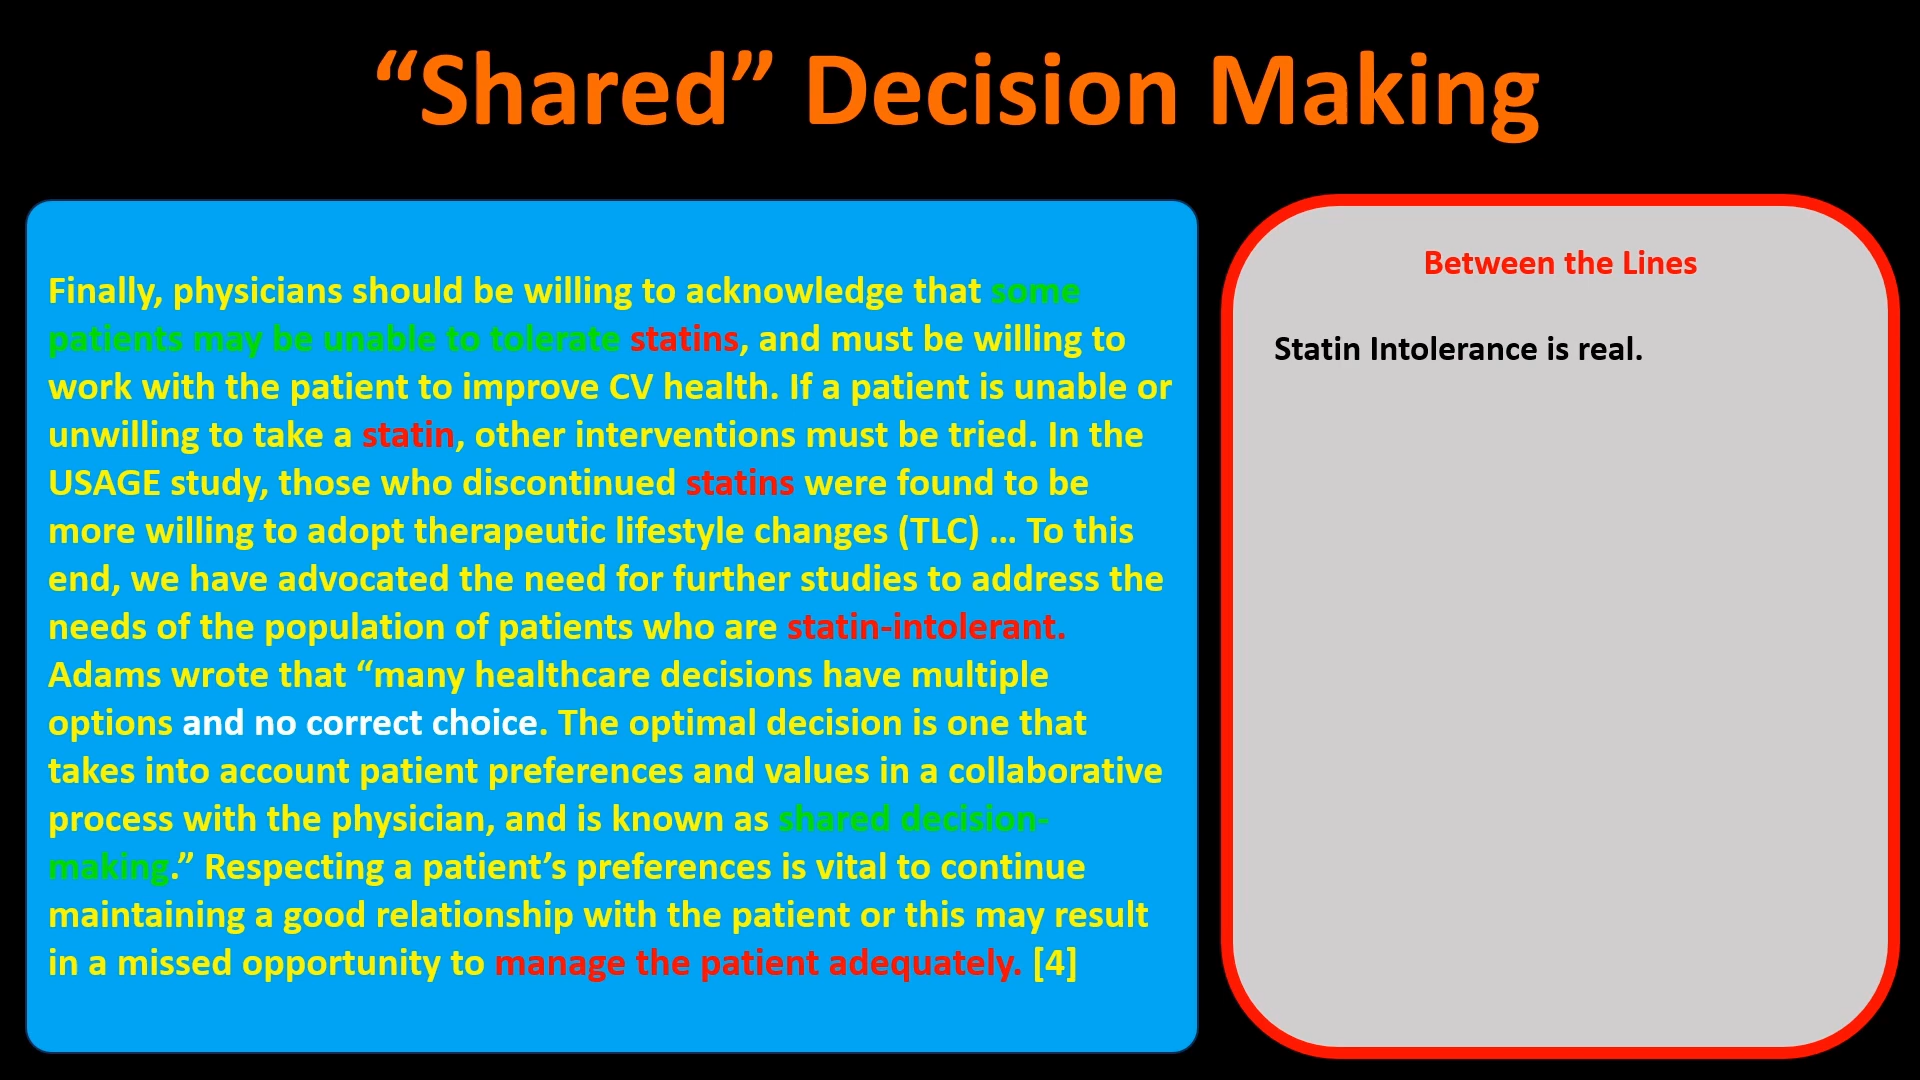 “Shared” Decision Making
Finally, physicians should be willing to acknowledge that some
patients may be unable to tolerate statins, and must be willing to
work with the patient to improve CV health. If a patient is unable or
unwilling to take a statin, other interventions must be tried. In the
USAGE study, those who discontinued statins were found to be
more willing to adopt therapeutic lifestyle changes (TLC) ... To this
end, we have advocated the need for further studies to address the
needs of the population of patients who are statin-intolerant.
Adams wrote that “many healthcare decisions have multiple
options and no correct choice. The optimal decision is one that
takes into account patient preferences and values in a collaborative
process with the physician, and is known as shared decision-
making.” Respecting a patient’s preferences is vital to continue
maintaining a good relationship with the patient or this may result
in a missed opportunity to manage the patient adequately. [4]
Between the Lines
Statin Intolerance is real.